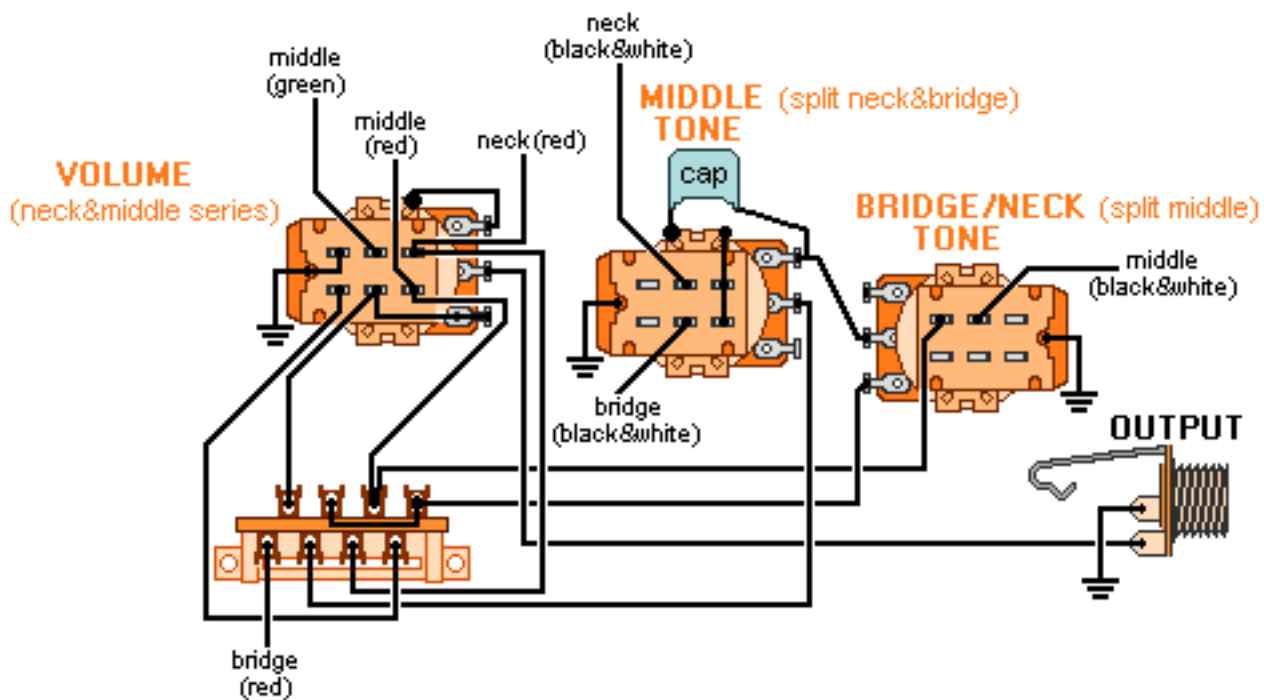 neck
(black&white)
middle
(green)
middle
(red)
neck (red)
MIDDLE (split neck&bridge)
TONE
cap
VOLUME
(neck&middle series)
BRIDGE/NECK (split middle)
TONE
middle
(black&white)
bridge
(black&white)
OUTPUT
bridge
(red)